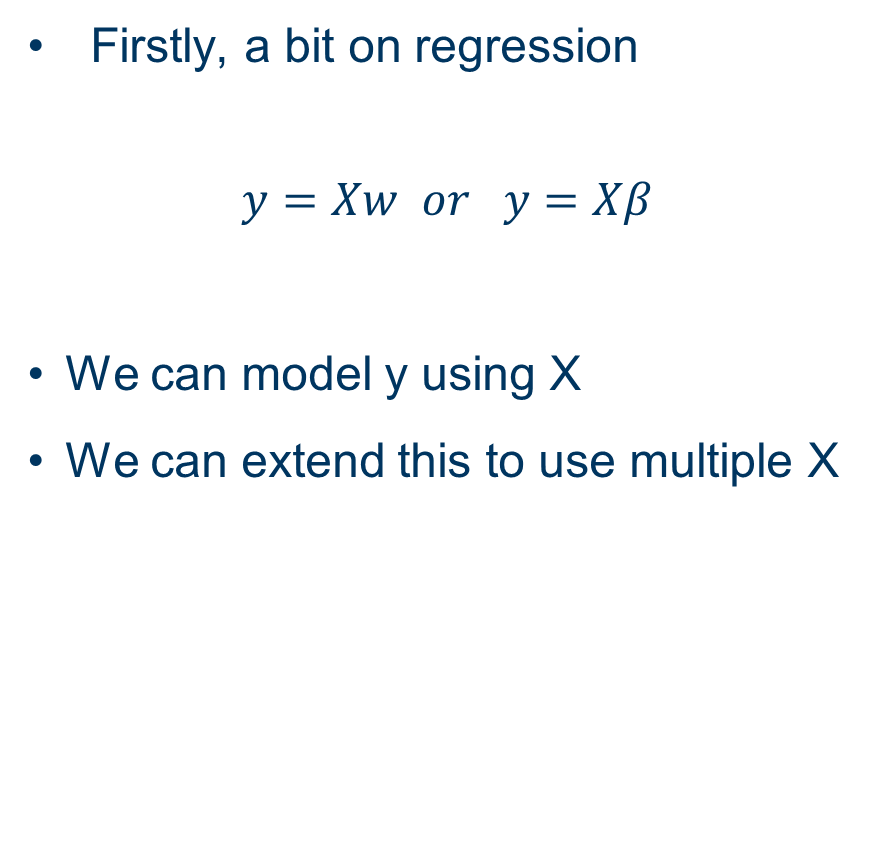 • Firstly, a bit on regression
y = Xw or y = Xβ
• We can model y using X
• We can extend this to use multiple X